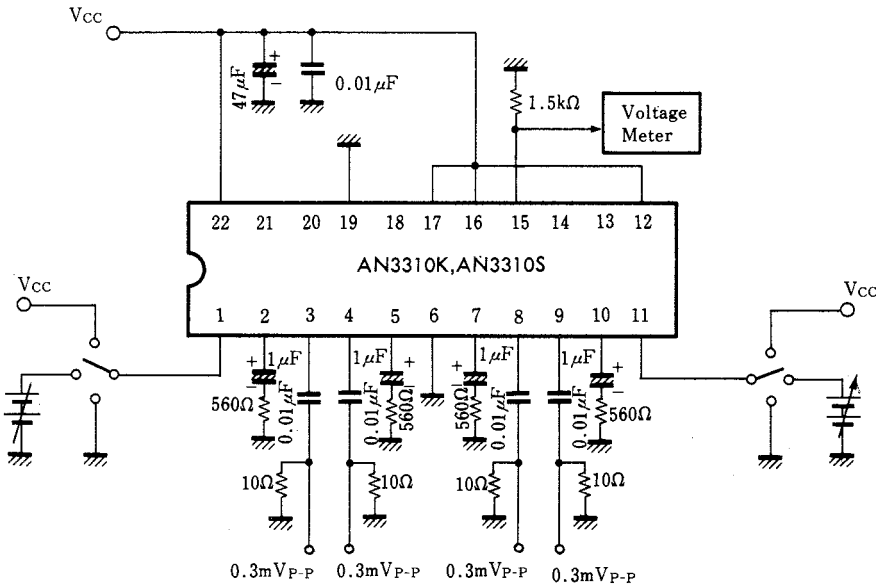 VCC
47μF
+
−
0.01μF
1.5kΩ
Voltage
Meter
22 21 20 19 18 17 16 15 14 13 12
AN3310K,AN3310S
1 2 3 4 5 6 7 8 9 10 11
VCC
VCC
+ 1μF 1μF + + 1μF 1μF +
− − − −
560Ω 0.01μF 0.01μF 560Ω 560Ω 0.01μF 0.01μF 560Ω
10Ω 10Ω 10Ω 10Ω
0.3mVP-P 0.3mVP-P 0.3mVP-P 0.3mVP-P